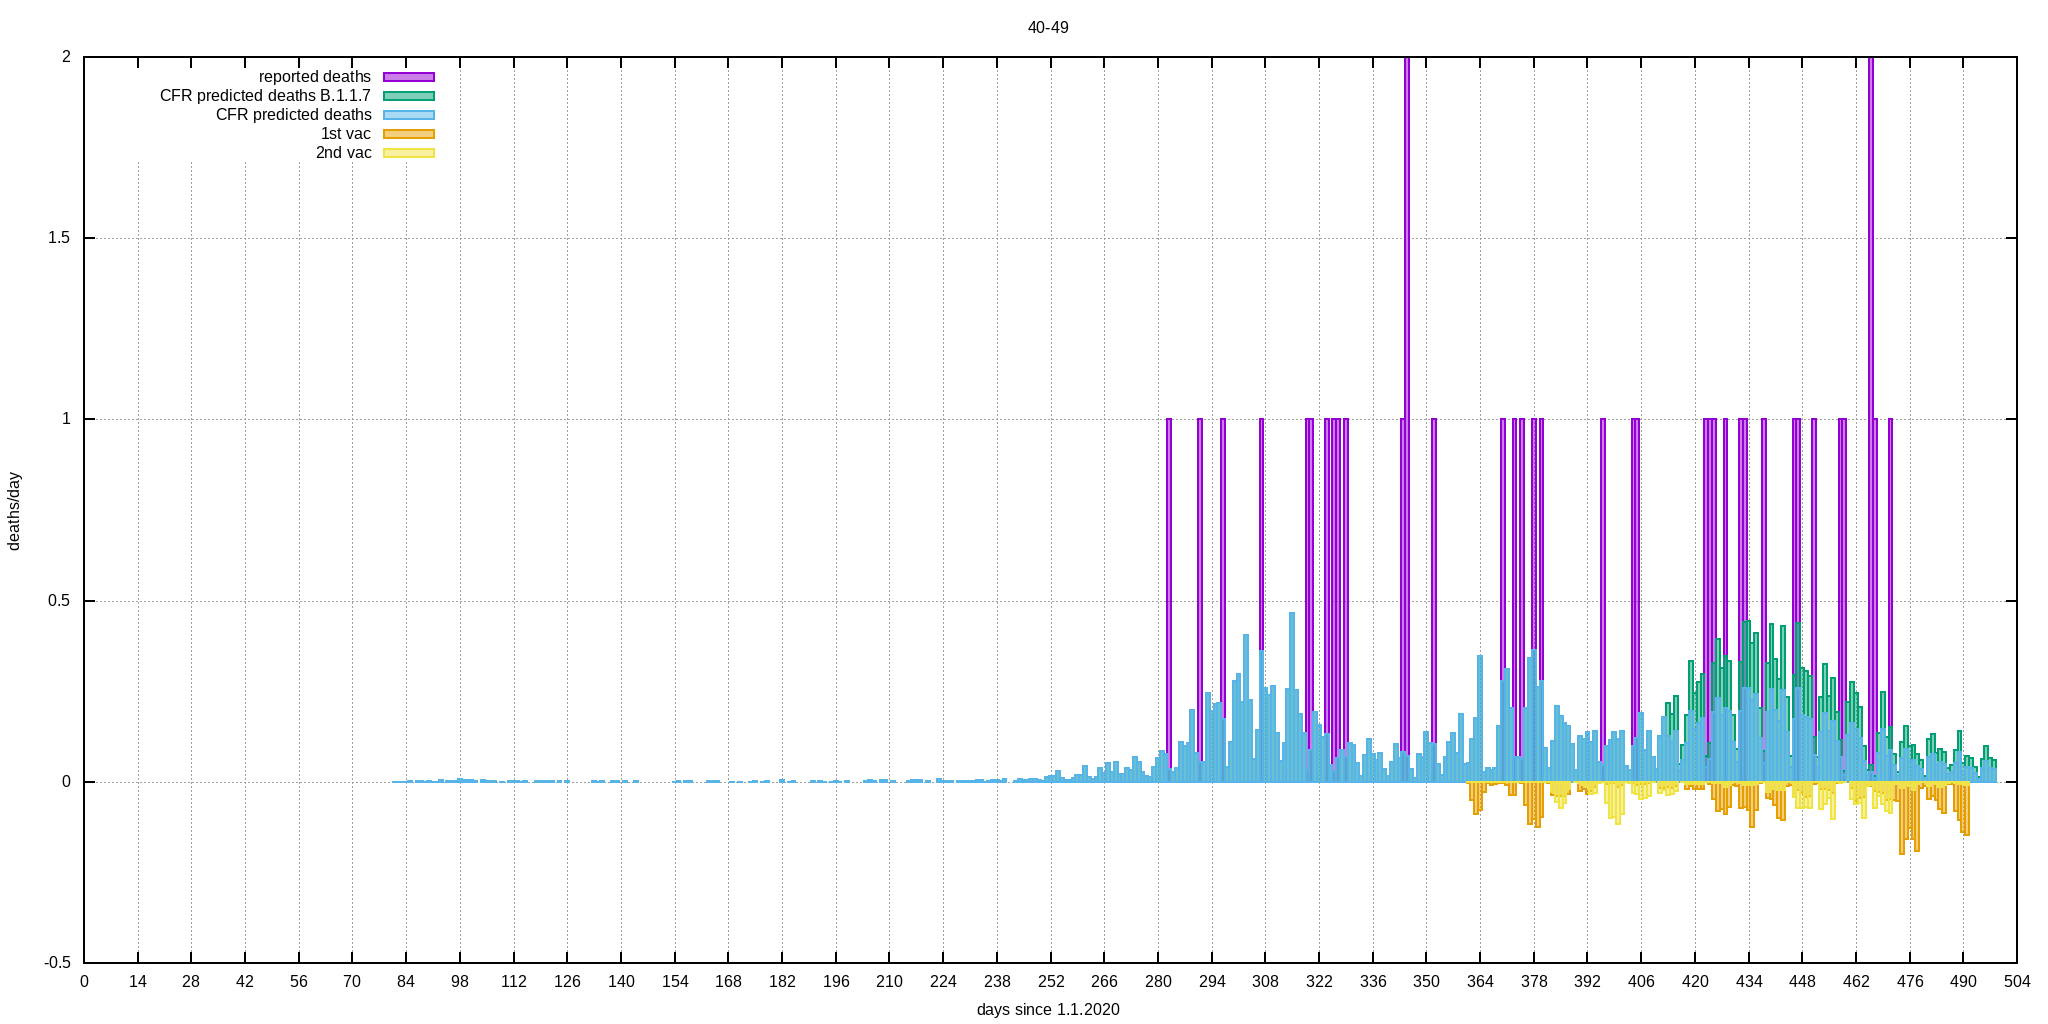 40-49
reported deaths
CFR predicted deaths B.1.1.7
CFR predicted deaths
1st vac
2nd vac
2
1.5
1
0.5
0
-0.5
deaths/day
0 14 28 42 56 70 84 98 112 126 140 154 168 182 196 210 224 238 252 266 280 294 308 322 336 350 364 378 392 406 420 434 448 462 476 490 504
days since 1.1.2020